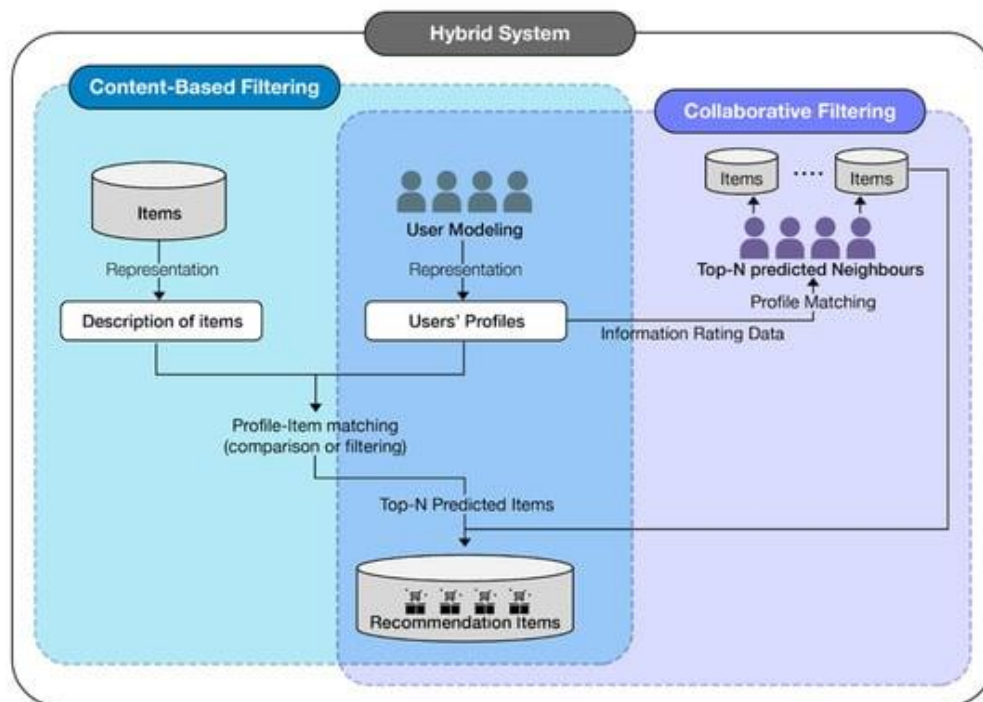 Hybrid System
Content-Based Filtering
Collaborative Filtering
Items
Items
....
Items
User Modeling
Top-N predicted Neighbours
Representation
Representation
Profile Matching
Description of items
Users' Profiles
Information Rating Data
Profile-Item matching
(comparison or filtering)
Top-N Predicted Items
Recommendation Items